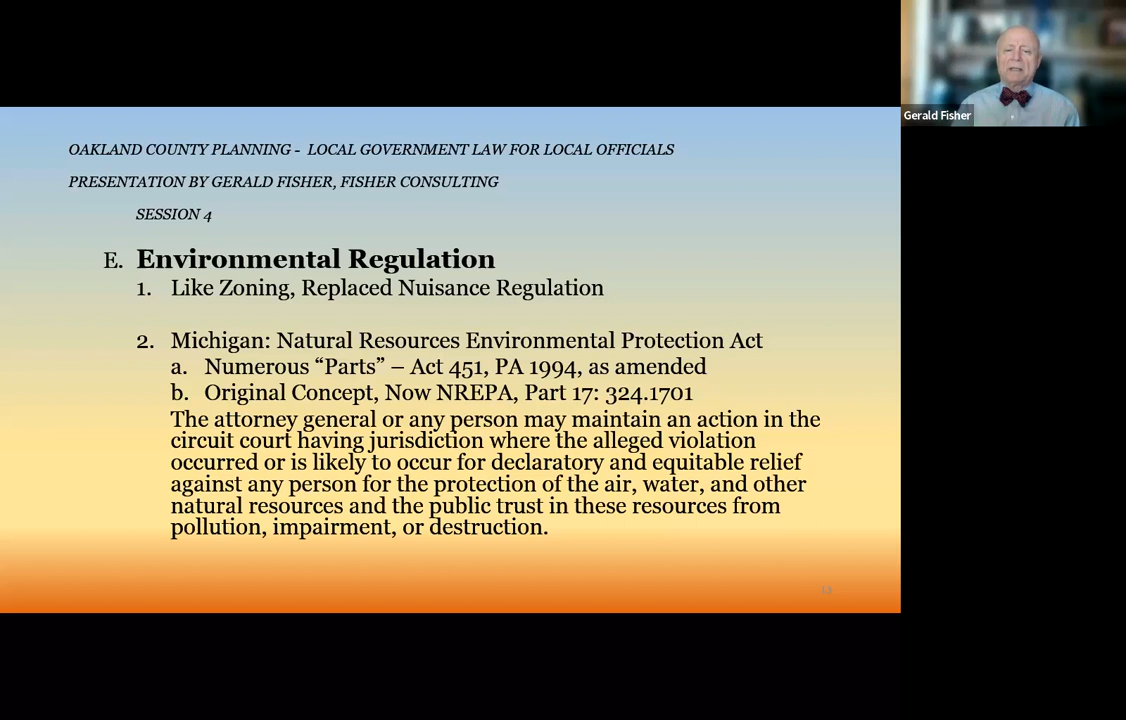 Gerald Fisher
OAKLAND COUNTY PLANNING - LOCAL GOVERNMENT LAW FOR LOCAL OFFICIALS
PRESENTATION BY GERALD FISHER, FISHER CONSULTING
SESSION 4
E. Environmental Regulation
1. Like Zoning, Replaced Nuisance Regulation
2. Michigan: Natural Resources Environmental Protection Act
a. Numerous “Parts” – Act 451, PA 1994, as amended
b. Original Concept, Now NREPA, Part 17: 324.1701
The attorney general or any person may maintain an action in the
circuit court having jurisdiction where the alleged violation
occurred or is likely to occur for declaratory and equitable relief
against any person for the protection of the air, water, and other
natural resources and the public trust in these resources from
pollution, impairment, or destruction.